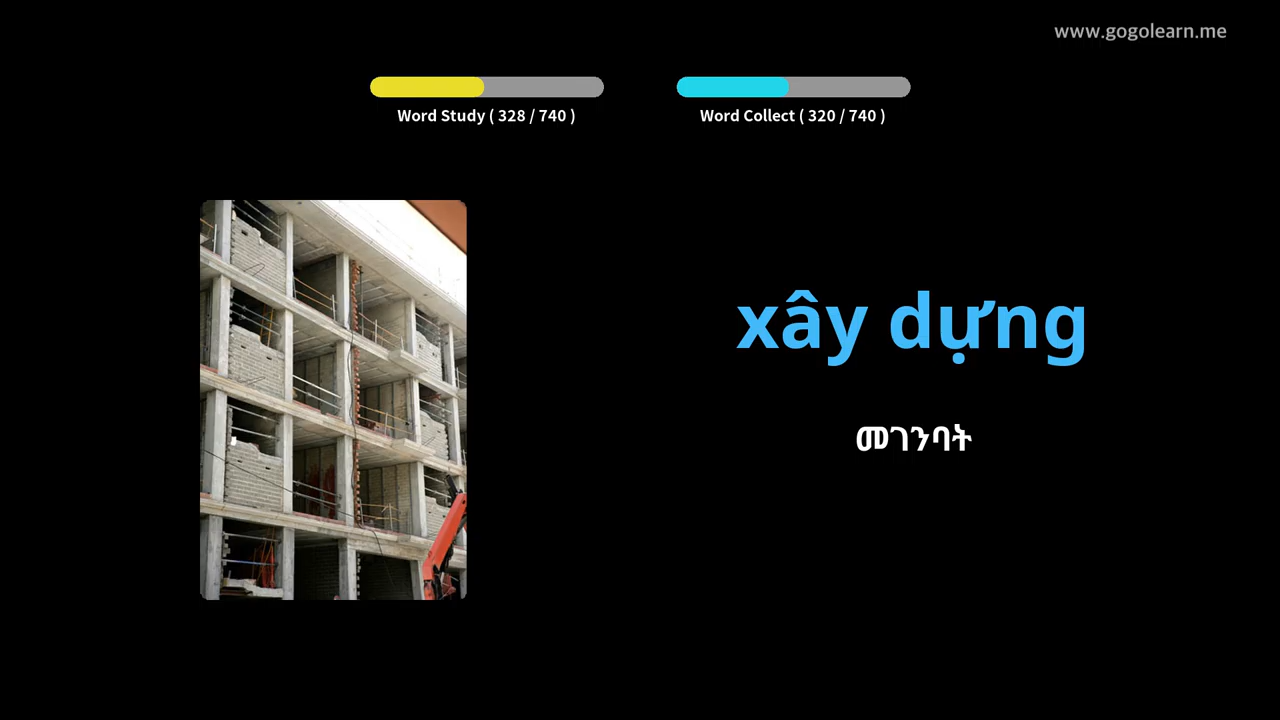 www.gogolearn.me
Word Study ( 328 / 740 )
Word Collect ( 320 / 740 )
xây dựng
መገንባት